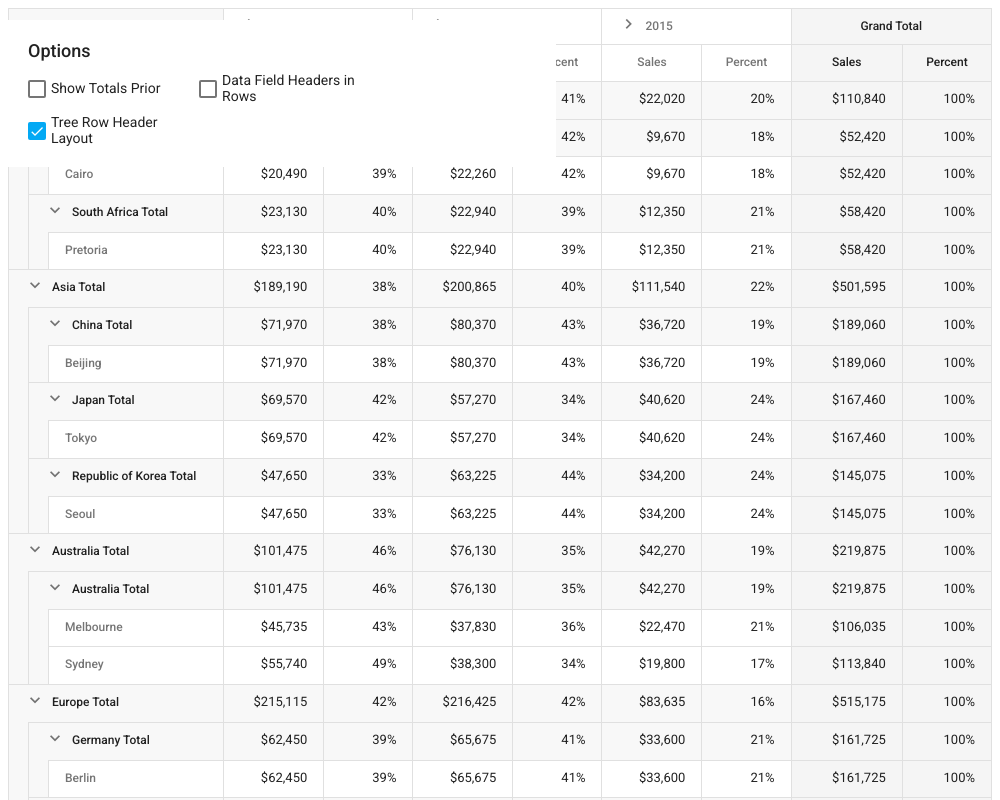 2015 Grand Total
Options
cent Sales Percent Sales Percent
Show Totals Prior
Data Field Headers in
Rows
Tree Row Header
Layout
41% $22,020 20% $110,840 100%
42% $9,670 18% $52,420 100%
Cairo $20,490 39% $22,260 42% $9,670 18% $52,420 100%
South Africa Total $23,130 40% $22,940 39% $12,350 21% $58,420 100%
Pretoria $23,130 40% $22,940 39% $12,350 21% $58,420 100%
Asia Total $189,190 38% $200,865 40% $111,540 22% $501,595 100%
China Total $71,970 38% $80,370 43% $36,720 19% $189,060 100%
Beijing $71,970 38% $80,370 43% $36,720 19% $189,060 100%
Japan Total $69,570 42% $57,270 34% $40,620 24% $167,460 100%
Tokyo $69,570 42% $57,270 34% $40,620 24% $167,460 100%
Republic of Korea Total $47,650 33% $63,225 44% $34,200 24% $145,075 100%
Seoul $47,650 33% $63,225 44% $34,200 24% $145,075 100%
Australia Total $101,475 46% $76,130 35% $42,270 19% $219,875 100%
Australia Total $101,475 46% $76,130 35% $42,270 19% $219,875 100%
Melbourne $45,735 43% $37,830 36% $22,470 21% $106,035 100%
Sydney $55,740 49% $38,300 34% $19,800 17% $113,840 100%
Europe Total $215,115 42% $216,425 42% $83,635 16% $515,175 100%
Germany Total $62,450 39% $65,675 41% $33,600 21% $161,725 100%
Berlin $62,450 39% $65,675 41% $33,600 21% $161,725 100%